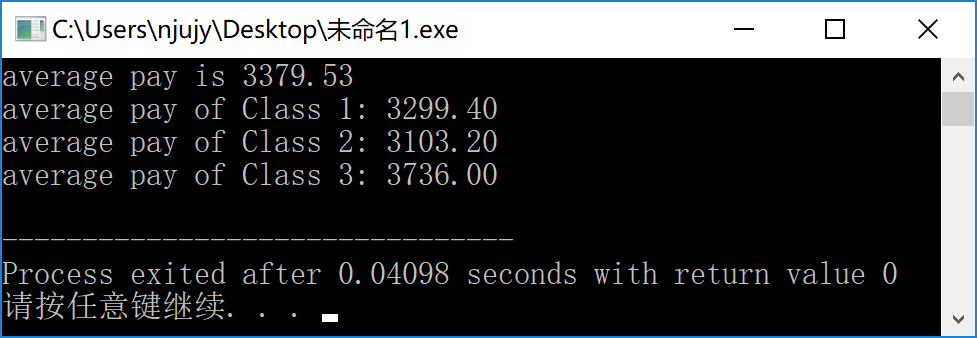 C:\Users\njujy\Desktop\未命名1.exe
average pay is 3379.53
average pay of Class 1: 3299.40
average pay of Class 2: 3103.20
average pay of Class 3: 3736.00
--------------------------------
Process exited after 0.04098 seconds with return value 0
请按任意键继续. . .